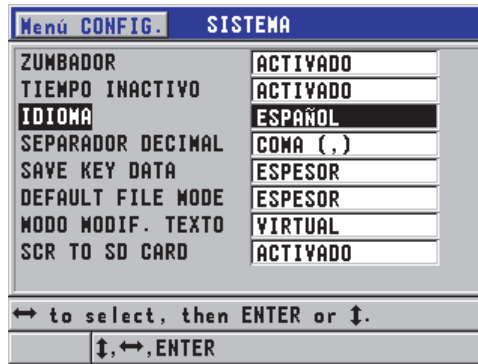 Menú CONFIG. SISTEMA
ZUMBADOR ACTIVADO
TIEMPO INACTIVO ACTIVADO
IDIOMA ESPAÑOL
SEPARADOR DECIMAL COMA (,)
SAVE KEY DATA ESPESOR
DEFAULT FILE MODE ESPESOR
MODO MODIF. TEXTO VIRTUAL
SCR TO SD CARD ACTIVADO
↔ to select, then ENTER or ↕.
↕,↔,ENTER